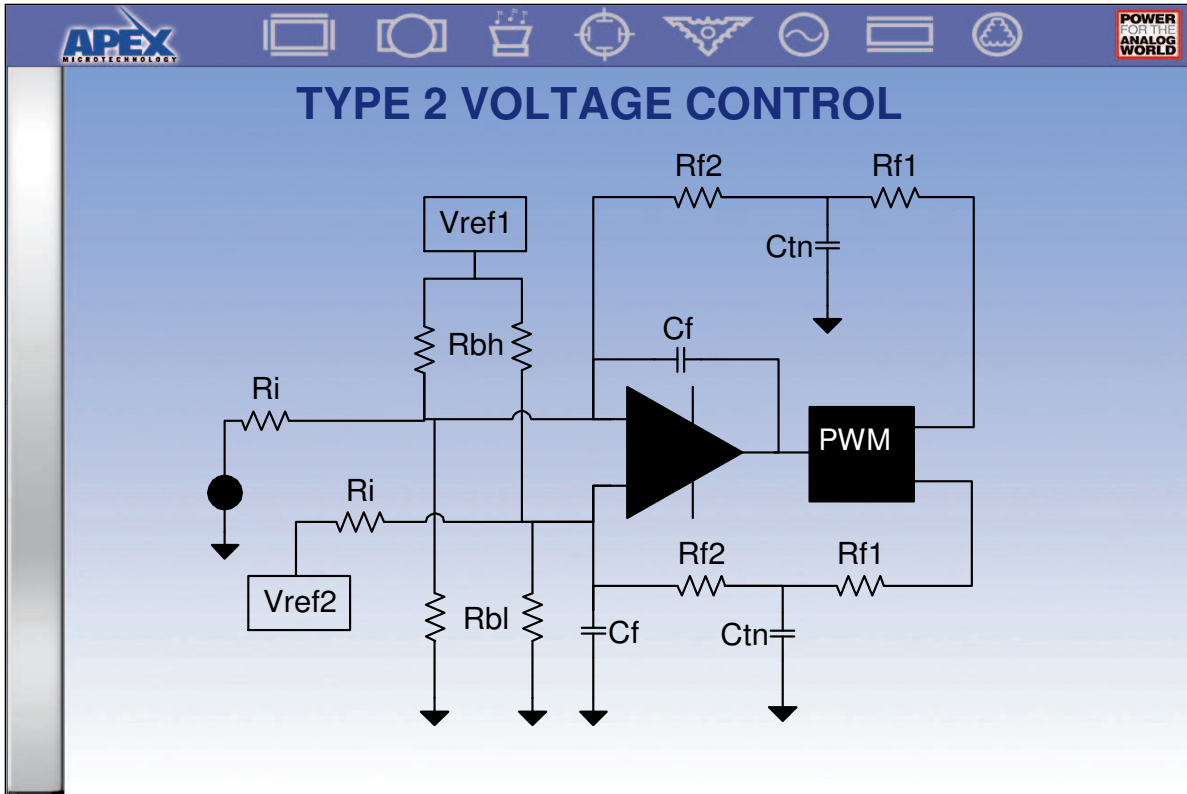 APEX
MICROTECHNOLOGY
POWER
FOR THE
ANALOG
WORLD
TYPE 2 VOLTAGE CONTROL
Rf2
Rf1
Vref1
Ctn
Rbh
Cf
Ri
PWM
Ri
Rf2
Rf1
Vref2
Rbl
Cf
Ctn